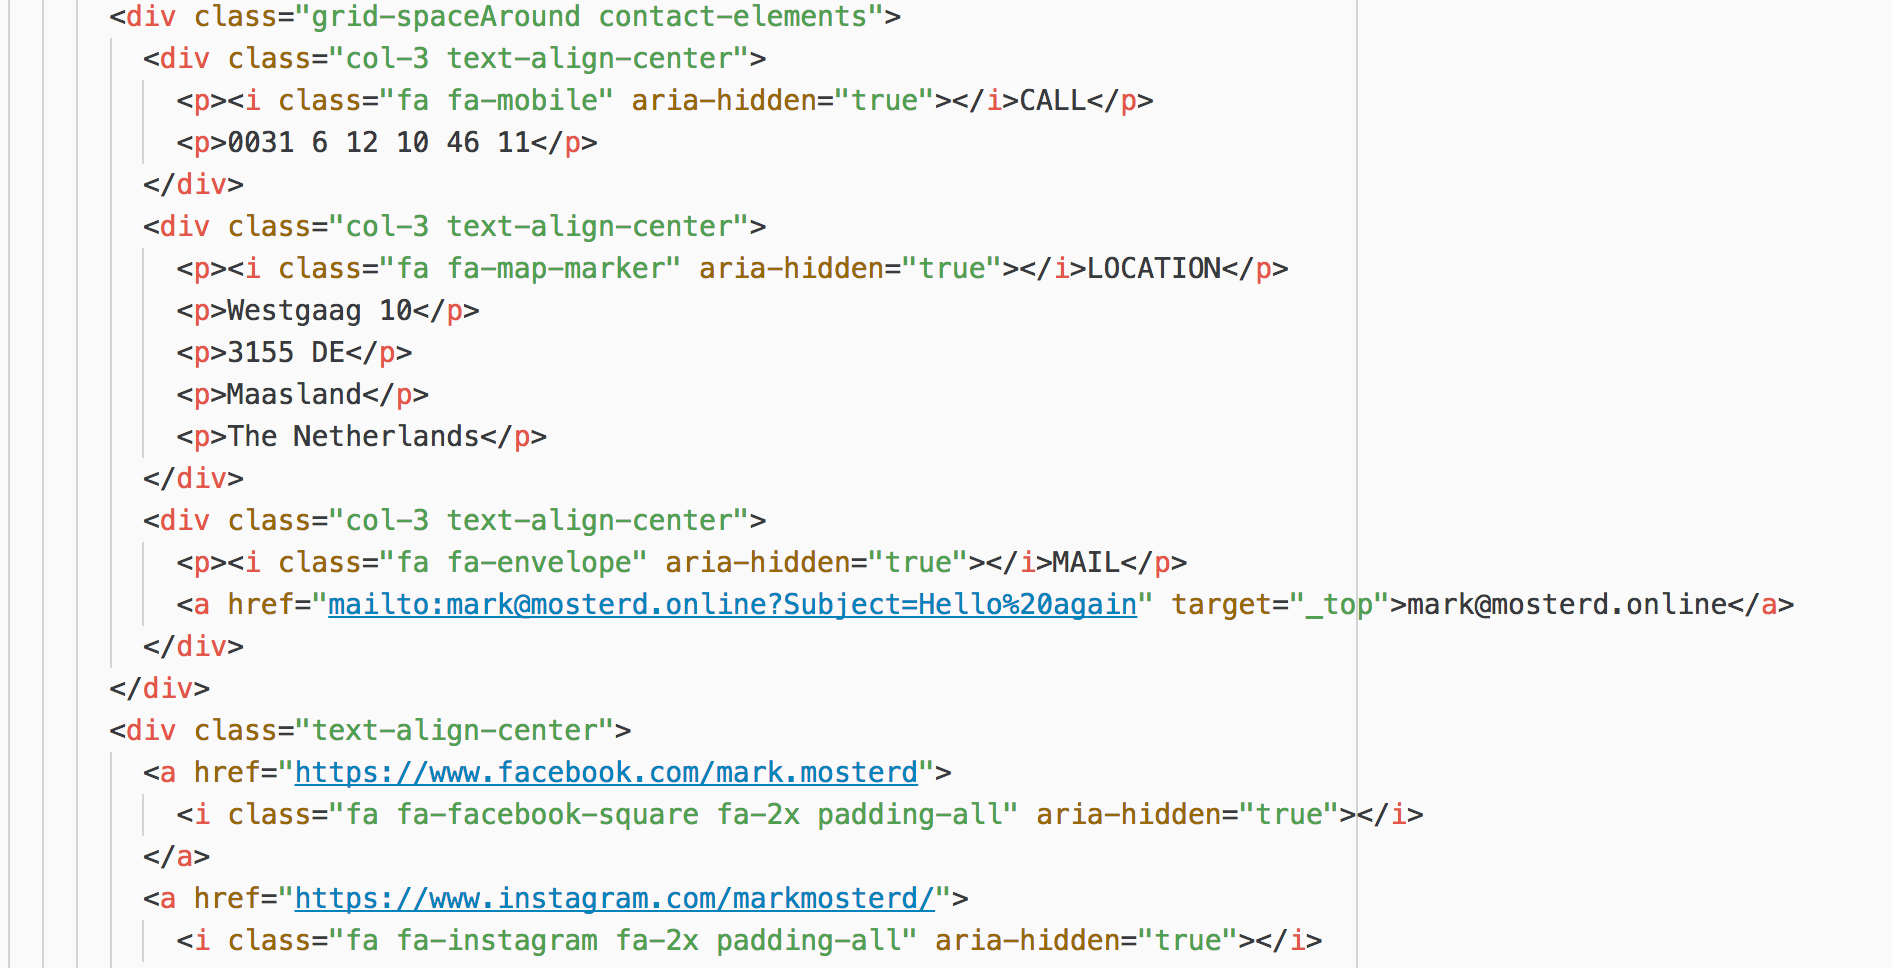 <div class="grid-spaceAround contact-elements">
<div class="col-3 text-align-center">
<p><i class="fa fa-mobile" aria-hidden="true"></i>CALL</p>
<p>0031 6 12 10 46 11</p>
</div>
<div class="col-3 text-align-center">
<p><i class="fa fa-map-marker" aria-hidden="true"></i>LOCATION</p>
<p>Westgaag 10</p>
<p>3155 DE</p>
<p>Maasland</p>
<p>The Netherlands</p>
</div>
<div class="col-3 text-align-center">
<p><i class="fa fa-envelope" aria-hidden="true"></i>MAIL</p>
<a href="mailto:mark@mosterd.online?Subject=Hello%20again" target="_top">mark@mosterd.online</a>
</div>
</div>
<div class="text-align-center">
<a href="https://www.facebook.com/mark.mosterd">
<i class="fa fa-facebook-square fa-2x padding-all" aria-hidden="true"></i>
</a>
<a href="https://www.instagram.com/markmosterd/">
<i class="fa fa-instagram fa-2x padding-all" aria-hidden="true"></i>